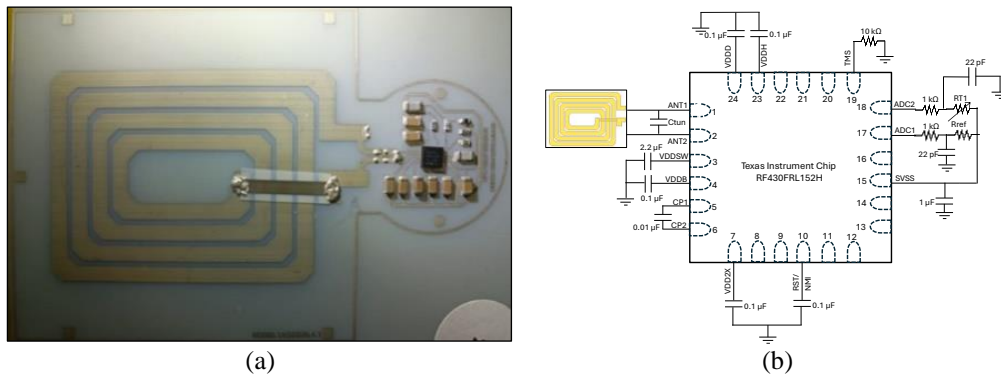 0.1 µF
0.1 µF
10 kΩ
VDDD
VDDH
TMS
22 pF
24
23
22
21
20
19
18
ADC2
1 kΩ
RT1
ANT1
1
Ctun
1 kΩ
Rref
17
ADC1
2
ANT2
22 pF
2.2 µF
VDDSW
3
Texas Instrument Chip
RF430FRL152H
16
VDDB
4
15
SVSS
0.1 µF
CP1
5
14
1 µF
CP2
6
13
0.01 µF
7
8
9
10
11
12
VDD2X
RST/
NMI
0.1 µF
0.1 µF
(a)
(b)